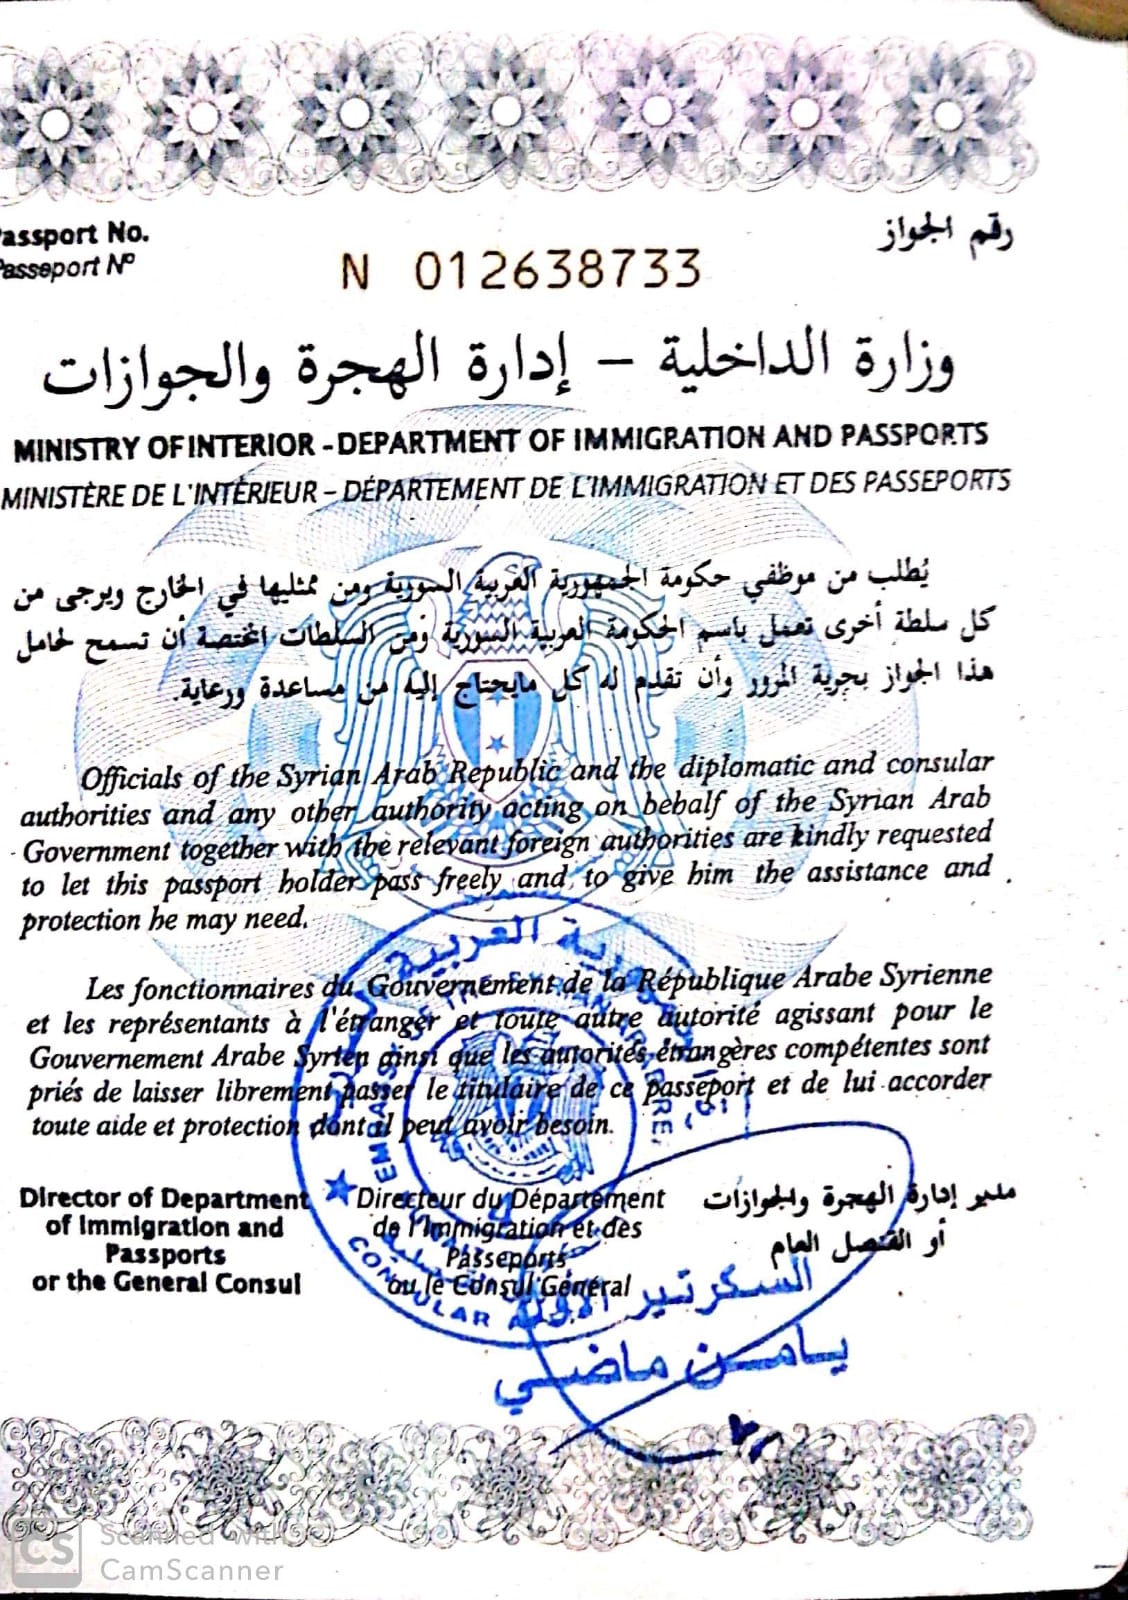 Passport No.
Passeport Nº
رقم الجواز
N 012638733
وزارة الداخلية – إدارة الهجرة والجوازات
MINISTRY OF INTERIOR - DEPARTMENT OF IMMIGRATION AND PASSPORTS
MINISTÈRE DE L'INTÉRIEUR – DÉPARTEMENT DE L'IMMIGRATION ET DES PASSEPORTS
يُطلب من موظفي حكومة الجمهورية العربية السورية ومن ممثليها في الخارج ويرجى من
كل سلطة أخرى تعمل باسم الحكومة العربية السورية ومن السلطات المختصة أن تسمح لحامل
هذا الجواز بحرية المرور وأن تقدم له كل مايحتاج إليه من مساعدة ورعاية.
Officials of the Syrian Arab Republic and the diplomatic and consular
authorities and any other authority acting on behalf of the Syrian Arab
Government together with the relevant foreign authorities are kindly requested
to let this passport holder pass freely and to give him the assistance and
protection he may need.
Les fonctionnaires du Gouvernement de la République Arabe Syrienne
et les représentants à l'étranger et toute autre autorité agissant pour le
Gouvernement Arabe Syrien ainsi que les autorités étrangères compétentes sont
priés de laisser librement passer le titulaire de ce passeport et de lui accorder
toute aide et protection dont il peut avoir besoin.
Director of Department
of Immigration and
Passports
or the General Consul
Directeur du Département
de l'Immigration et des
Passeports
ou le Consul Général
مدير إدارة الهجرة والجوازات
أو القنصل العام
السكرتير الأول
يامن ماضي
العربية
EMBASSY OF THE
CONSULAR
CS
Scanned with
CamScanner